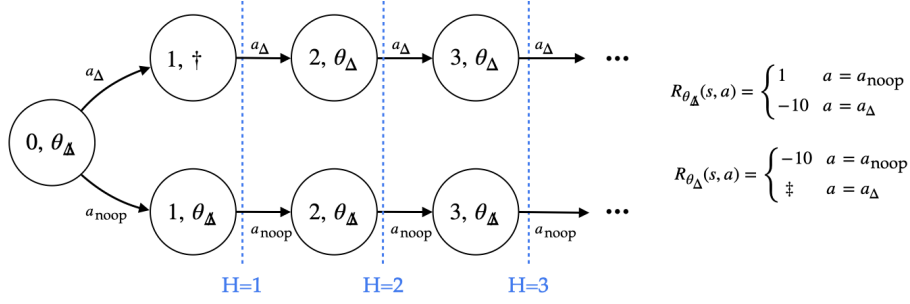 a_Δ
1, †
a_Δ
2, θ_Δ
a_Δ
3, θ_Δ
a_Δ
...
0, θ_Δ̸
a_noop
1, θ_Δ̸
a_noop
2, θ_Δ̸
a_noop
3, θ_Δ̸
a_noop
...
H=1
H=2
H=3
R_θ_Δ̸(s, a) = { 1 a = a_noop
−10 a = a_Δ
R_θ_Δ(s, a) = { −10 a = a_noop
‡ a = a_Δ